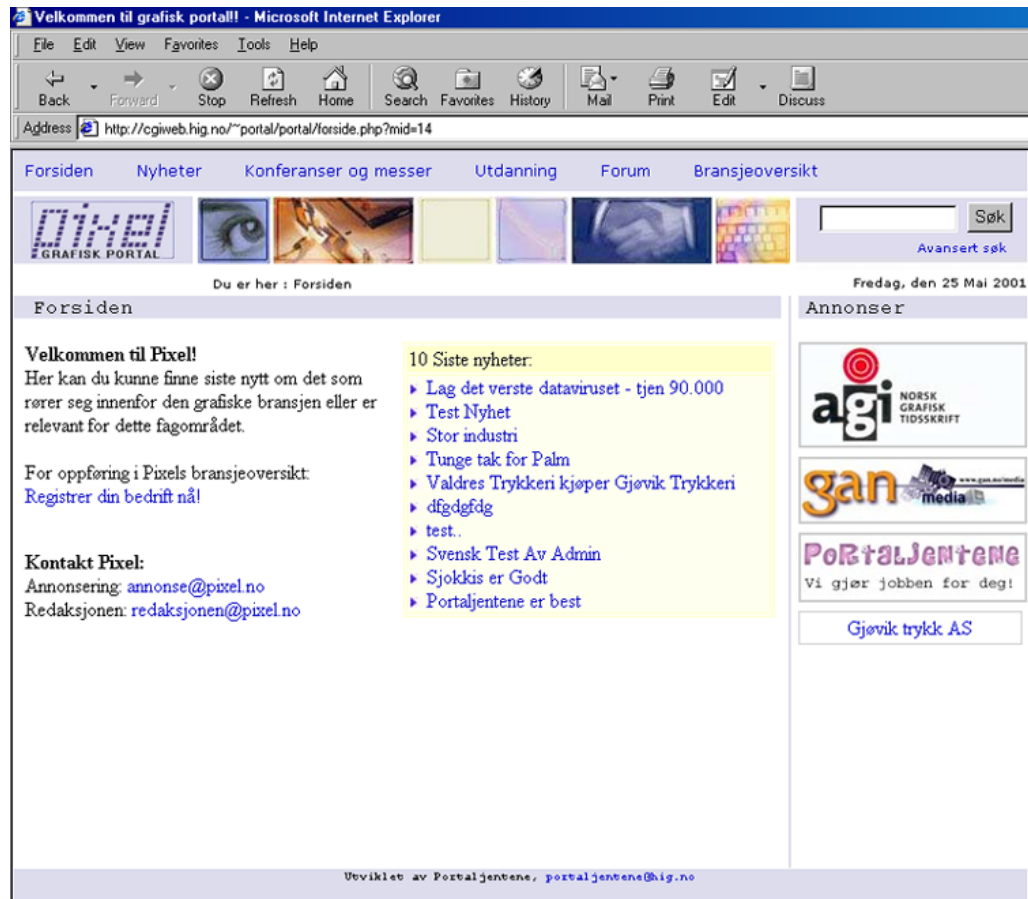 Velkommen til grafisk portal!! - Microsoft Internet Explorer
File Edit View Favorites Tools Help
Back Forward Stop Refresh Home Search Favorites History Mail Print Edit Discuss
Address http://cgiweb.hig.no/~portal/portal/forside.php?mid=14
Forsiden Nyheter Konferanser og messer Utdanning Forum Bransjeoversikt
pixel
GRAFISK PORTAL
Søk
Avansert søk
Du er her : Forsiden
Fredag, den 25 Mai 2001
Forsiden
Velkommen til Pixel!
Her kan du kunne finne siste nytt om det som
rører seg innenfor den grafiske bransjen eller er
relevant for dette fagområdet.
For oppføring i Pixels bransjeoversikt:
Registrer din bedrift nå!
Kontakt Pixel:
Annonsering: annonse@pixel.no
Redaksjonen: redaksjonen@pixel.no
10 Siste nyheter:
Lag det verste dataviruset - tjen 90.000
Test Nyhet
Stor industri
Tunge tak for Palm
Valdres Trykkeri kjøper Gjøvik Trykkeri
dfgdgfdg
test..
Svensk Test Av Admin
Sjokkis er Godt
Portaljentene er best
Annonser
agi
NORSK
GRAFISK
TIDSSKRIFT
www.gan.no/media
gan media
PoRtalJenteNe
Vi gjør jobben for deg!
Gjøvik trykk AS
Utviklet av Portaljentene, portaljentene@hig.no